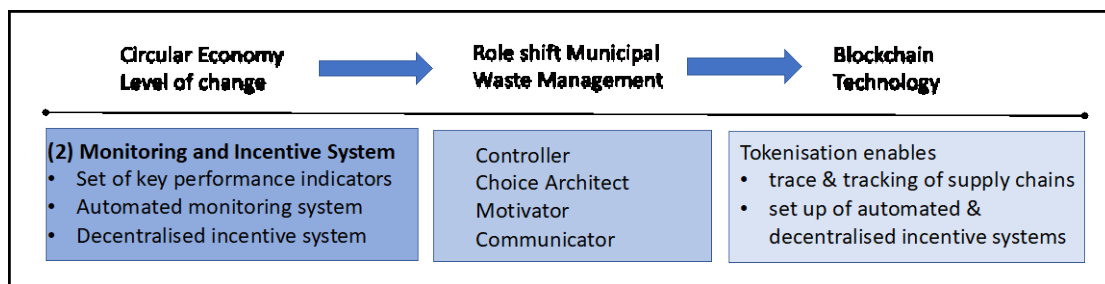 Circular Economy
Level of change
Role shift Municipal
Waste Management
Blockchain
Technology
(2) Monitoring and Incentive System
• Set of key performance indicators
• Automated monitoring system
• Decentralised incentive system
Controller
Choice Architect
Motivator
Communicator
Tokenisation enables
• trace & tracking of supply chains
• set up of automated &
decentralised incentive systems